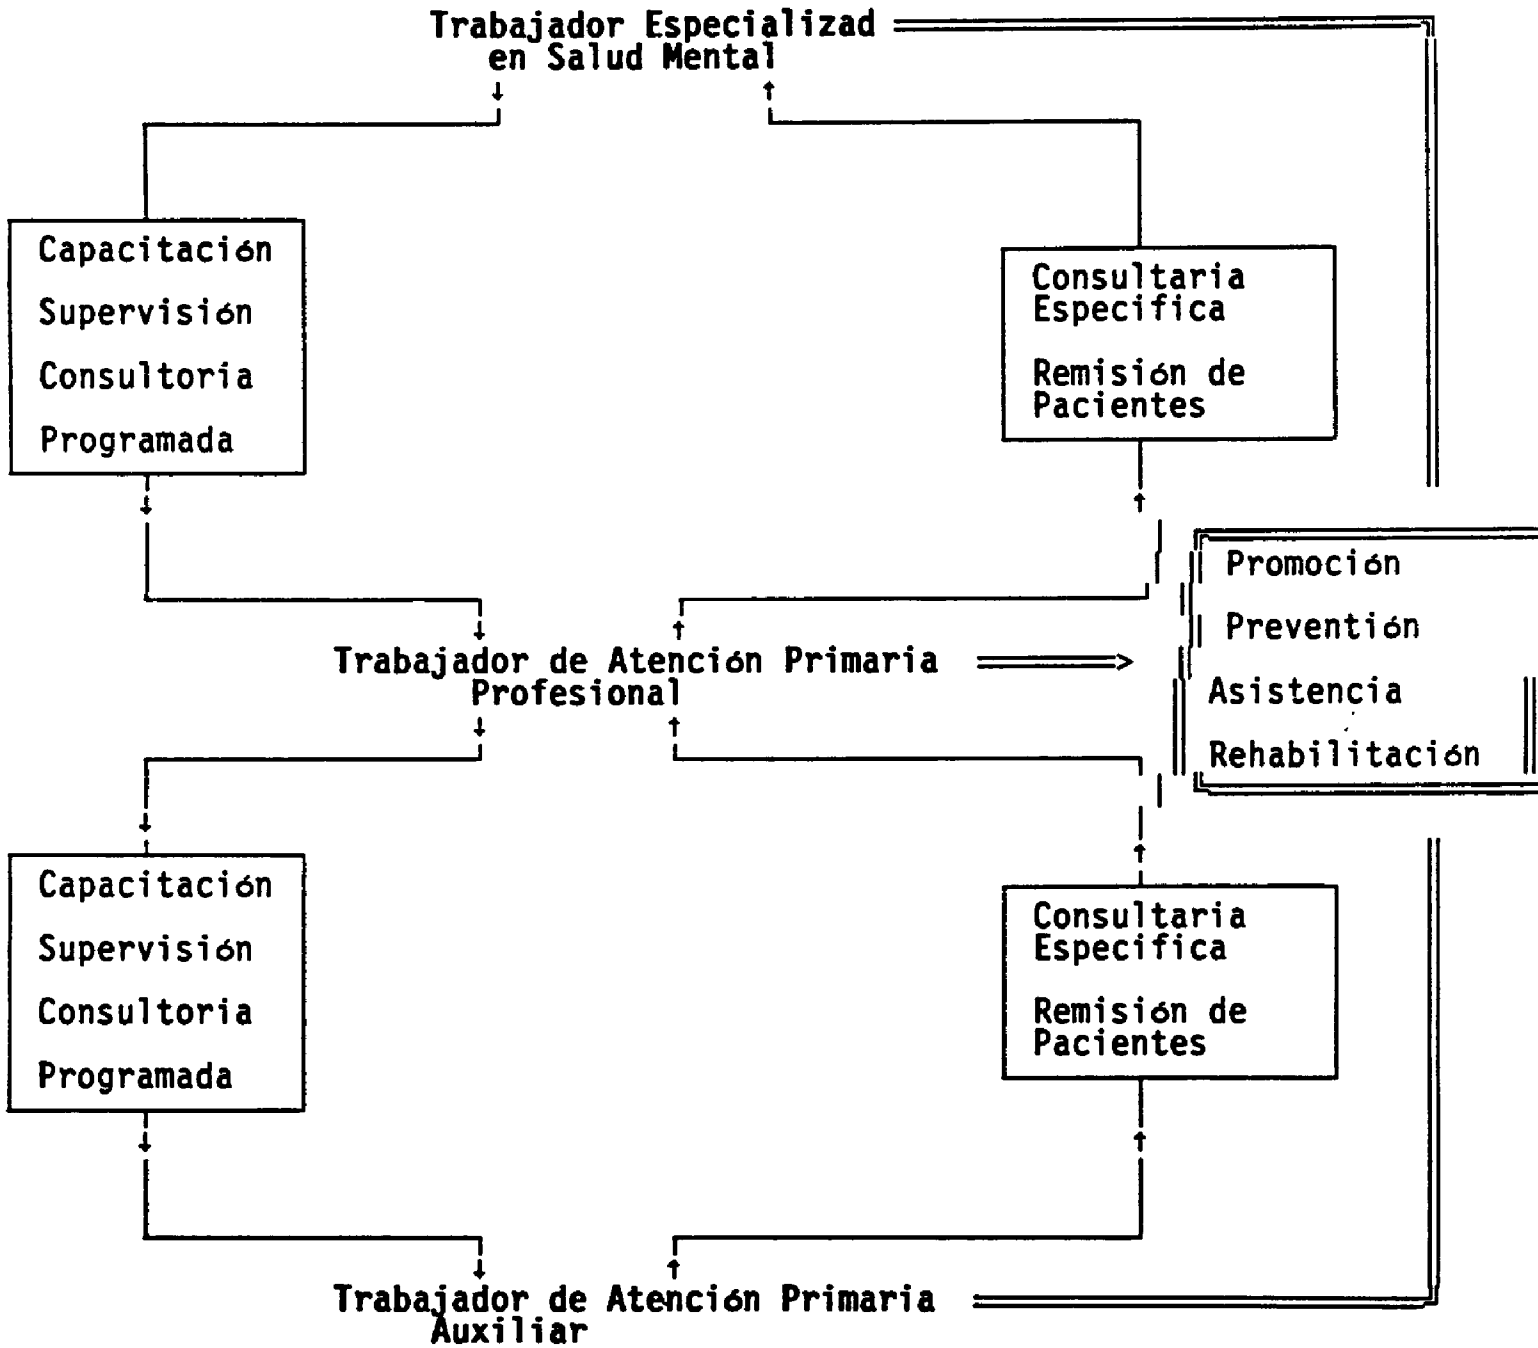 Trabajador Especializad
en Salud Mental
Capacitación
Supervisión
Consultoria
Programada
Consultaria
Especifica
Remisión de
Pacientes
Promoción
Preventión
Asistencia
Rehabilitación
Trabajador de Atención Primaria
Profesional
Capacitación
Supervisión
Consultoria
Programada
Consultaria
Especifica
Remisión de
Pacientes
Trabajador de Atención Primaria
Auxiliar